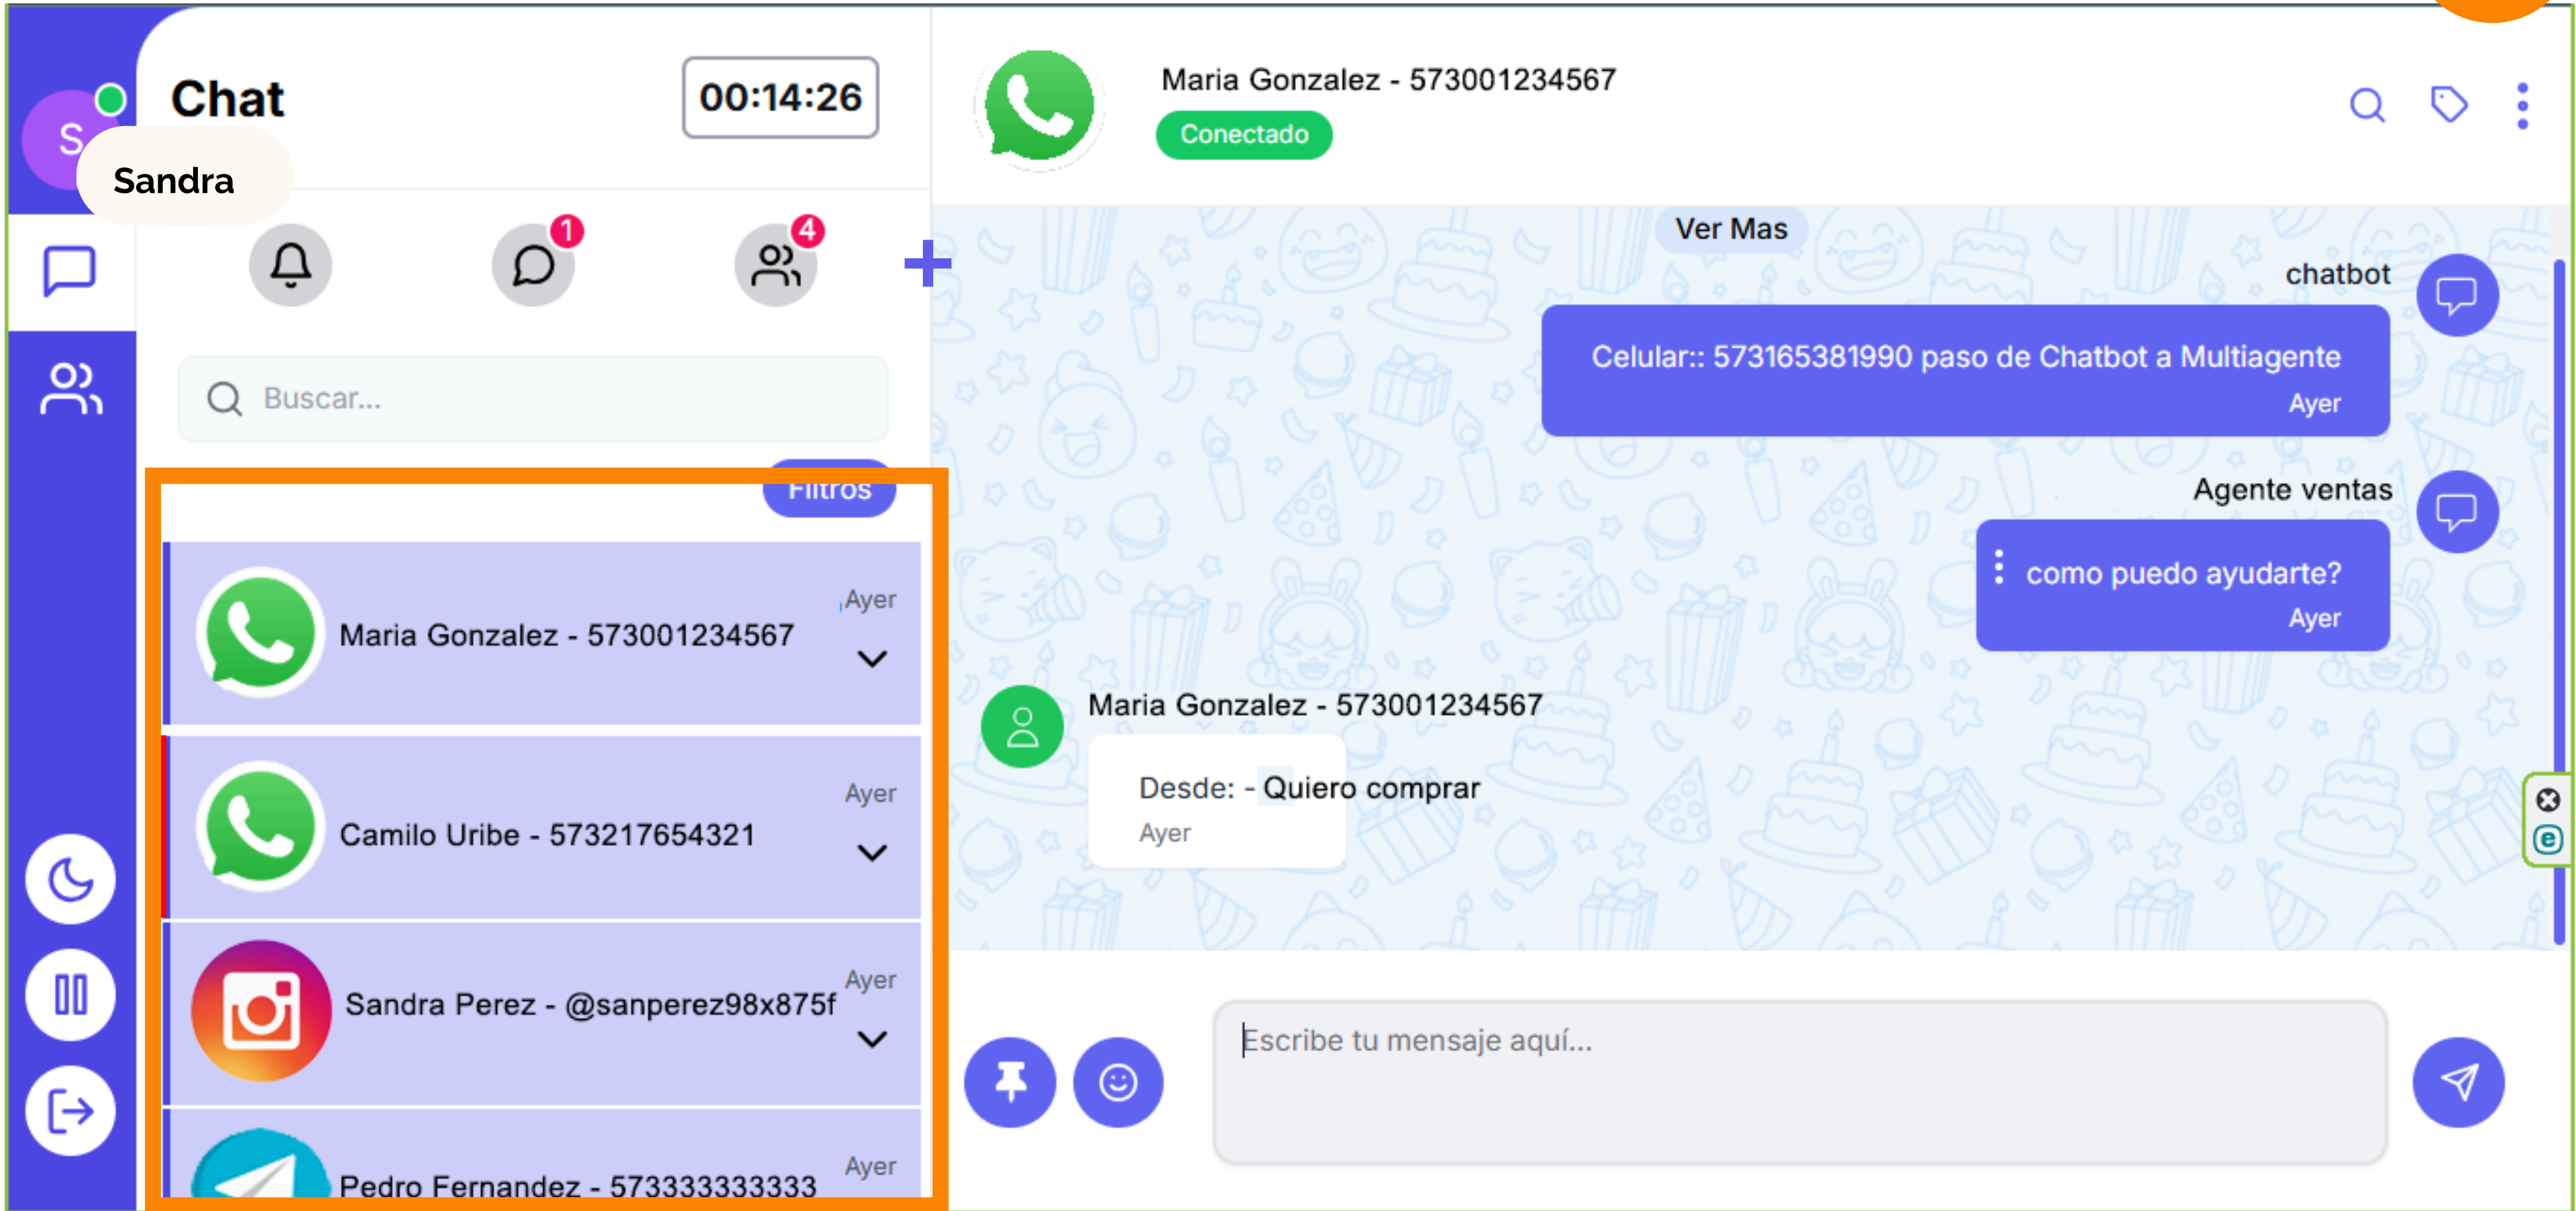 Chat
00:14:26
S
Sandra
1
4
Buscar...
Filtros
Maria Gonzalez - 573001234567
Ayer
Camilo Uribe - 573217654321
Ayer
Sandra Perez - @sanperez98x875f
Ayer
Pedro Fernandez - 573333333333
Ayer
Maria Gonzalez - 573001234567
Conectado
Ver Mas
chatbot
Celular:: 573165381990 paso de Chatbot a Multiagente
Ayer
Agente ventas
como puedo ayudarte?
Ayer
Maria Gonzalez - 573001234567
Desde: - Quiero comprar
Ayer
e
Escribe tu mensaje aquí...